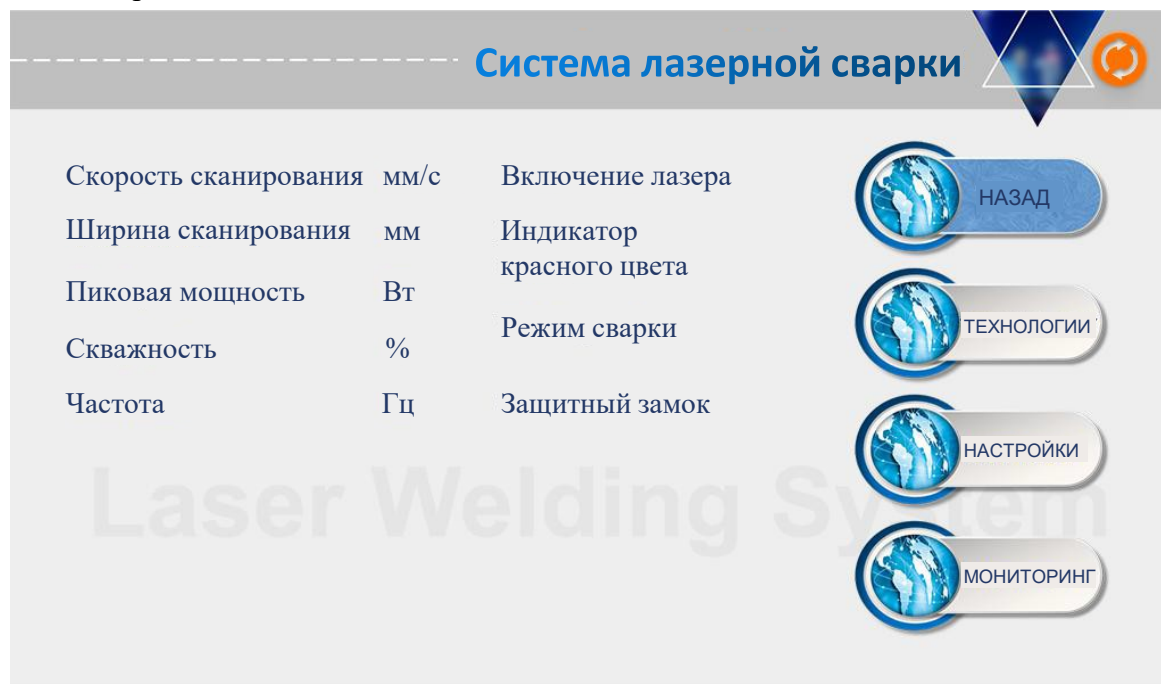 Система лазерной сварки
Скорость сканирования мм/с
Ширина сканирования мм
Пиковая мощность Вт
Скважность %
Частота Гц
Включение лазера
Индикатор
красного цвета
Режим сварки
Защитный замок
НАЗАД
ТЕХНОЛОГИИ
НАСТРОЙКИ
МОНИТОРИНГ
Laser Welding System